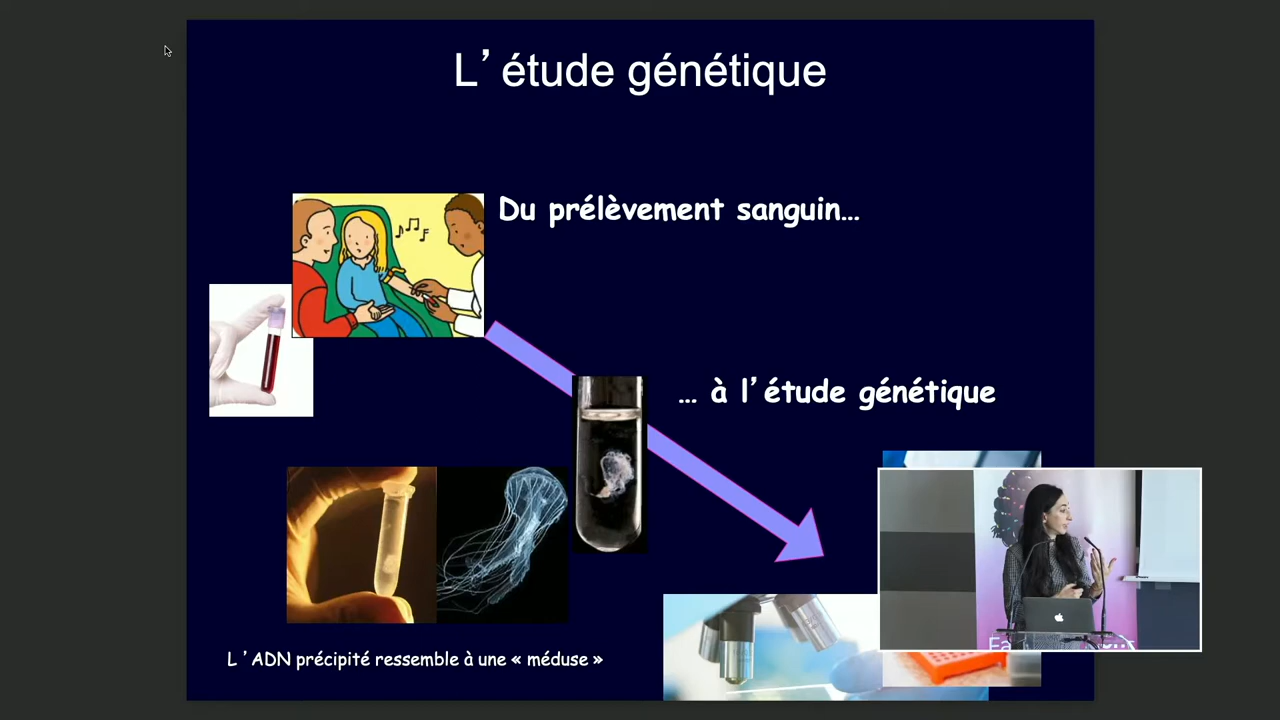 L’étude génétique
Du prélèvement sanguin...
... à l’étude génétique
L’ADN précipité ressemble à une « méduse »